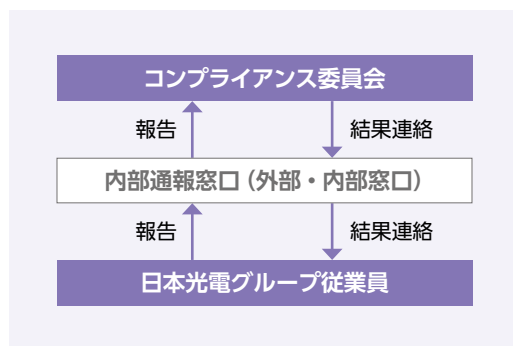 コンプライアンス委員会
報告
結果連絡
内部通報窓口（外部・内部窓口）
報告
結果連絡
日本光電グループ従業員